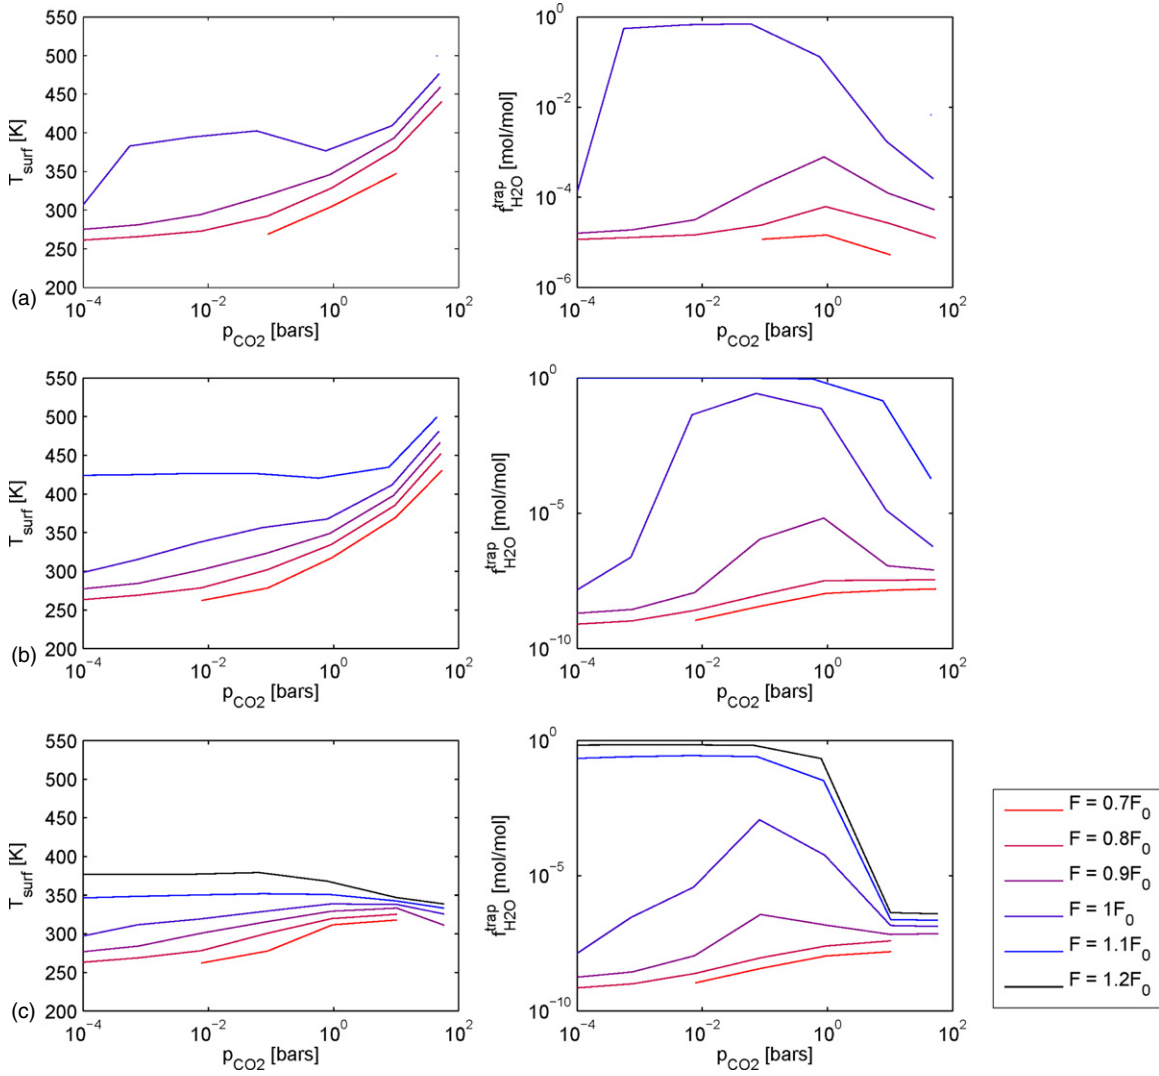 550
500
450
400
350
300
250
200
T_surf [K]
10^-4
10^-2
10^0
10^2
p_CO2 [bars]
(a)
10^0
10^-2
10^-4
10^-6
f_H2O^trap [mol/mol]
10^-4
10^-2
10^0
10^2
p_CO2 [bars]
550
500
450
400
350
300
250
200
T_surf [K]
10^-4
10^-2
10^0
10^2
p_CO2 [bars]
(b)
10^0
10^-5
10^-10
f_H2O^trap [mol/mol]
10^-4
10^-2
10^0
10^2
p_CO2 [bars]
550
500
450
400
350
300
250
200
T_surf [K]
10^-4
10^-2
10^0
10^2
p_CO2 [bars]
(c)
10^0
10^-5
10^-10
f_H2O^trap [mol/mol]
10^-4
10^-2
10^0
10^2
p_CO2 [bars]
F = 0.7F_0
F = 0.8F_0
F = 0.9F_0
F = 1F_0
F = 1.1F_0
F = 1.2F_0